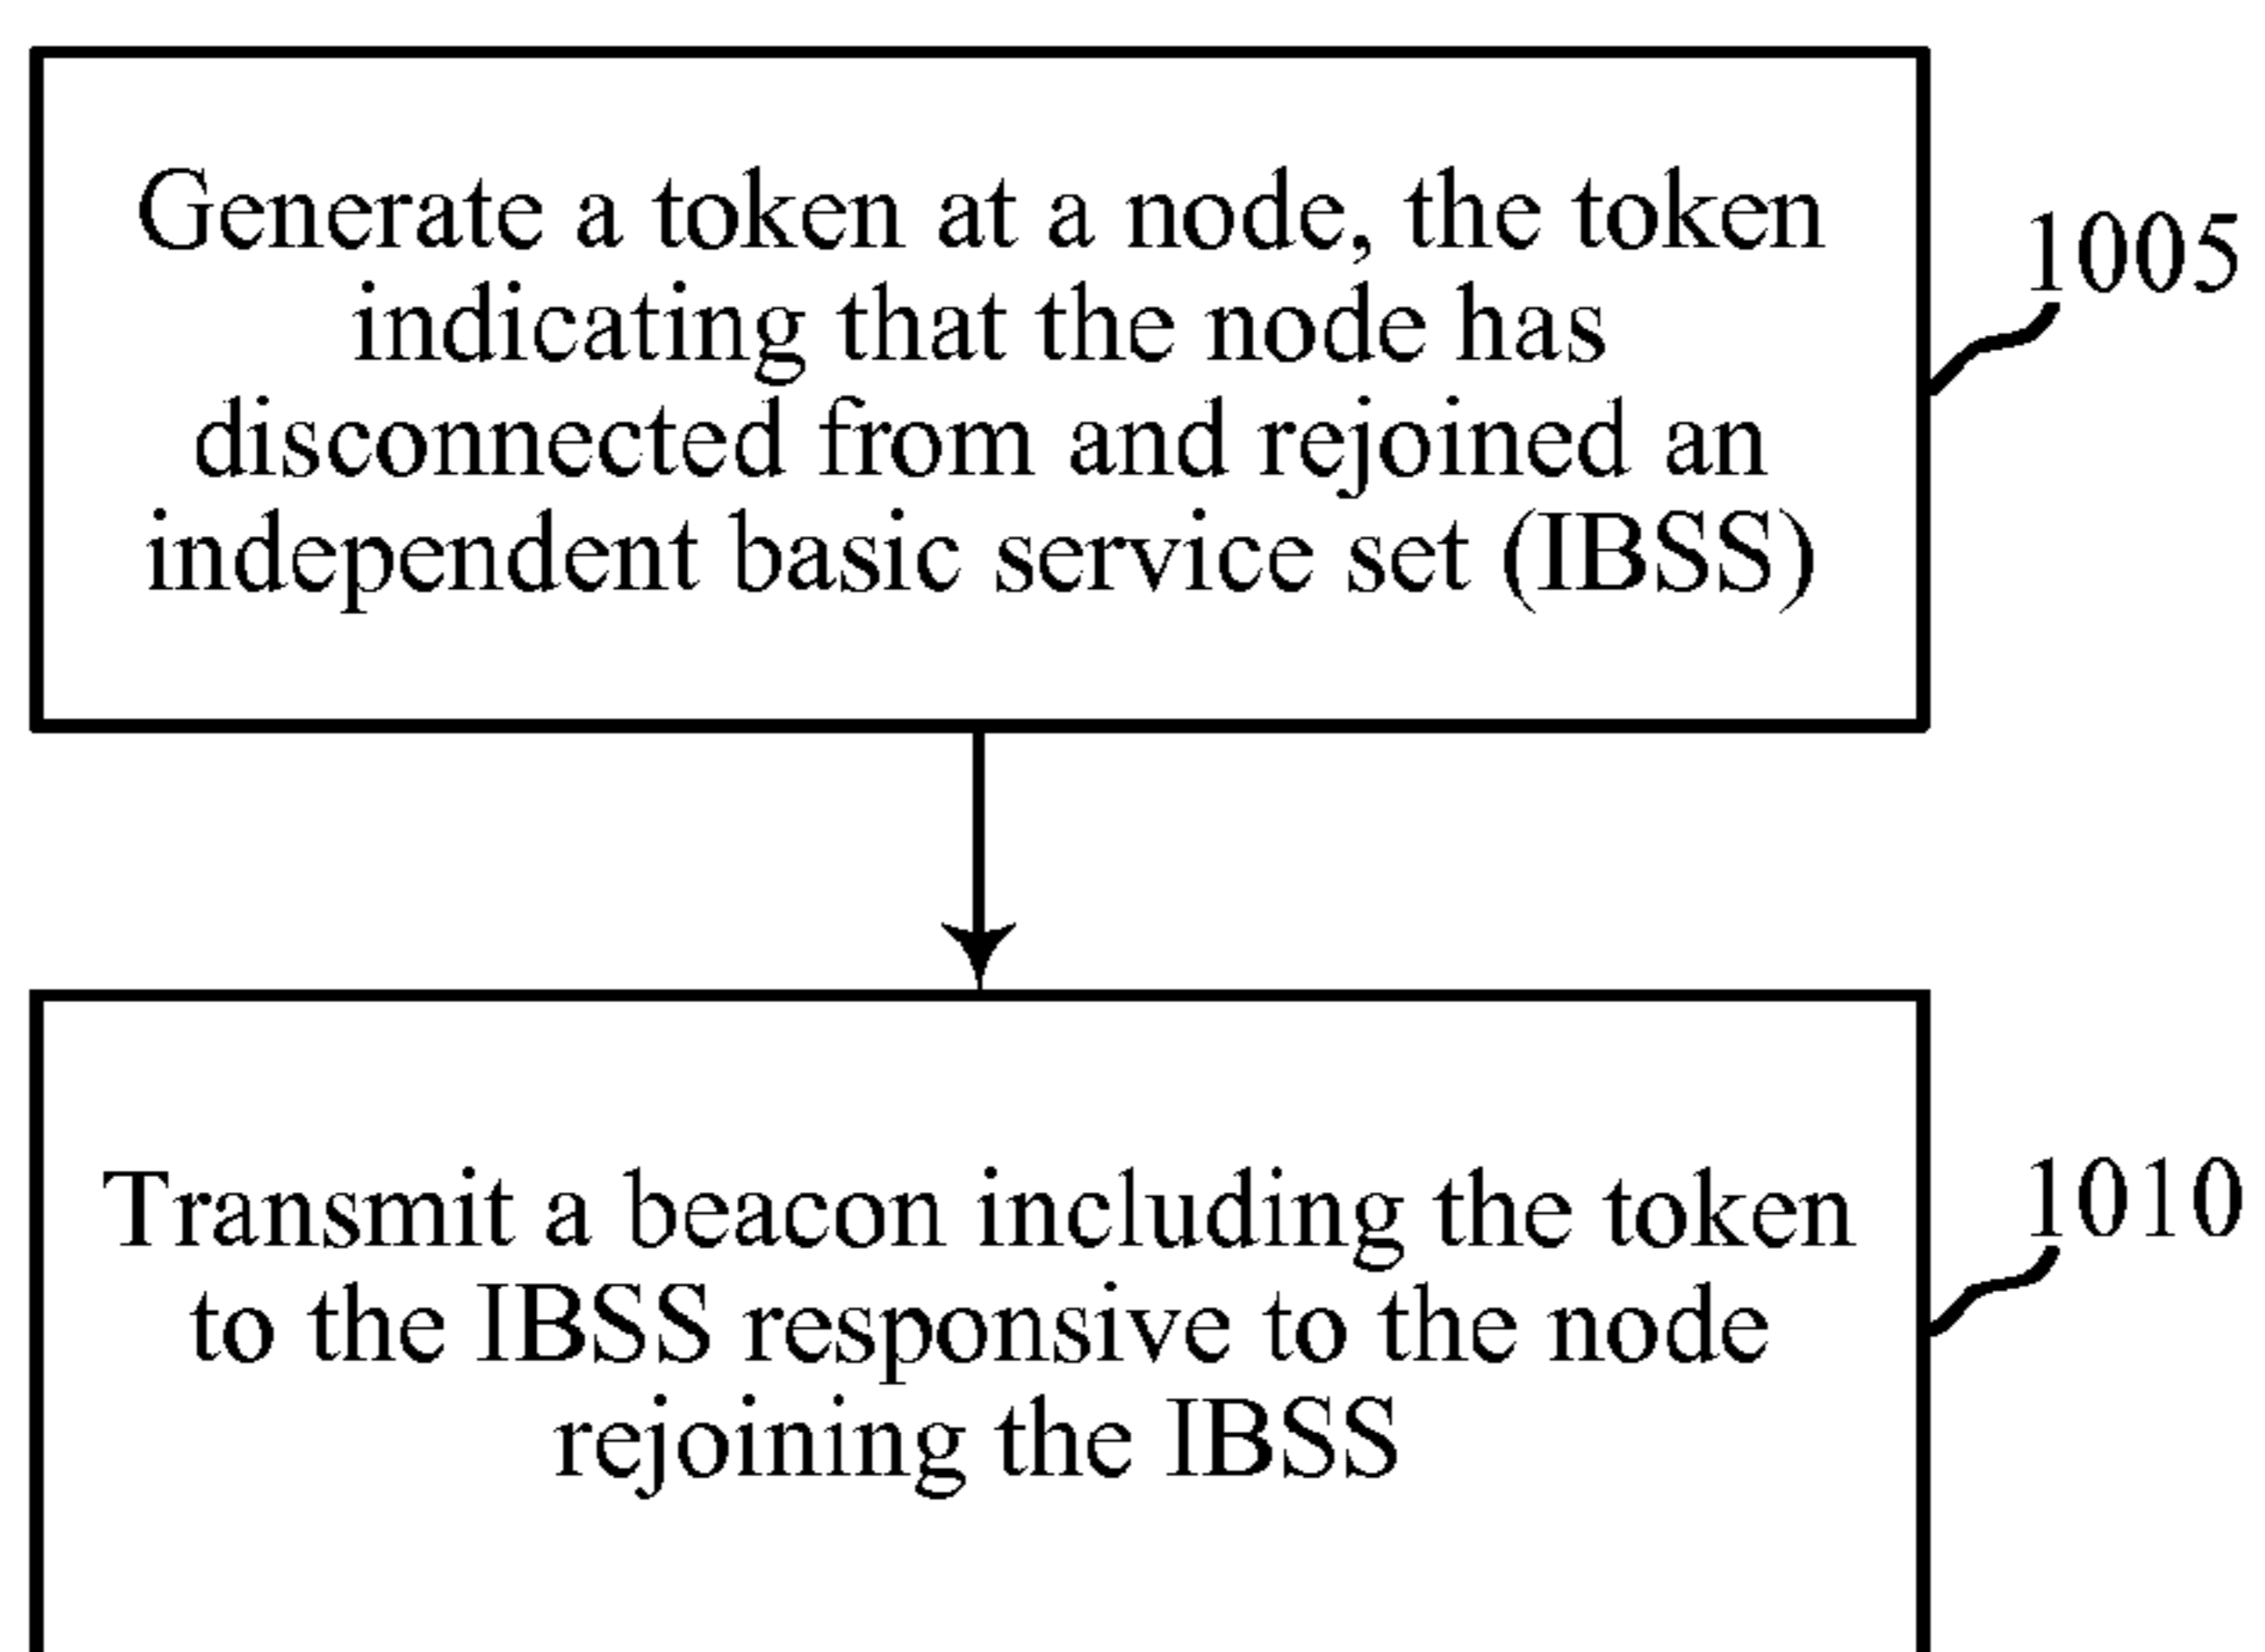 Generate a token at a node, the token
indicating that the node has
disconnected from and rejoined an
independent basic service set (IBSS)
1005
Transmit a beacon including the token
to the IBSS responsive to the node
rejoining the IBSS
1010